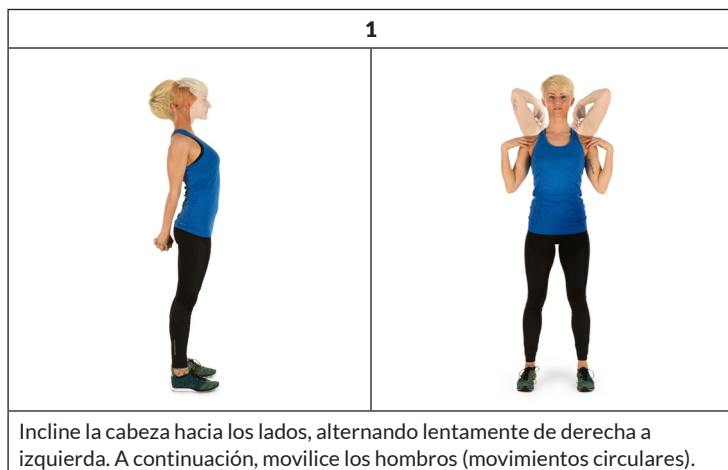 1
Incline la cabeza hacia los lados, alternando lentamente de derecha a
izquierda. A continuación, movilice los hombros (movimientos circulares).